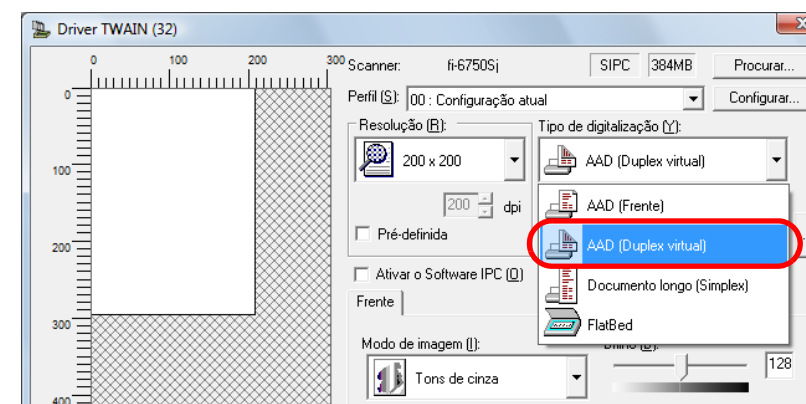 Driver TWAIN (32)
0 100 200 300
Scanner: fi-6750Sj SIPC 384MB Procurar...
0
Perfil (S): 00 : Configuração atual Configurar...
Resolução (R): Tipo de digitalização (Y):
200 x 200 AAD (Duplex virtual)
100
200 dpi AAD (Frente)
Pré-definida
200
AAD (Duplex virtual)
Ativar o Software IPC (O) Documento longo (Simplex)
Frente
300
FlatBed
Modo de imagem (I):
128
Tons de cinza
400